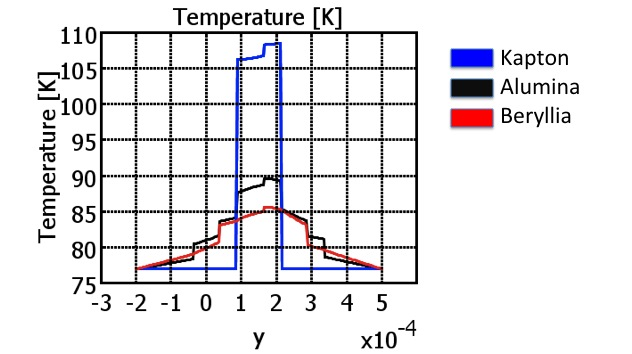 Temperature [K]
110
105
100
95
90
85
80
75
Temperature [K]
-3 -2 -1 0 1 2 3 4 5
y
x10-4
Kapton
Alumina
Beryllia